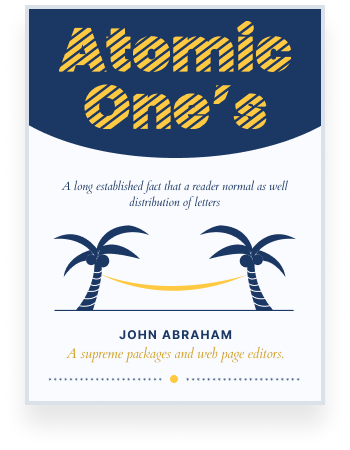 Atomic
One's
A long established fact that a reader normal as well
distribution of letters
JOHN ABRAHAM
A supreme packages and web page editors.